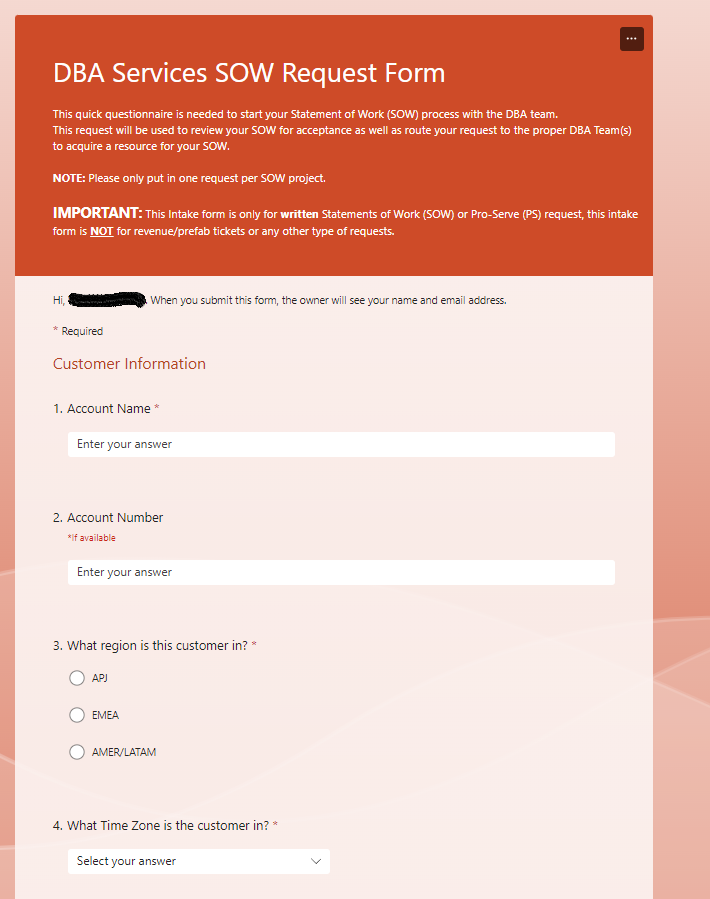 DBA Services SOW Request Form
This quick questionnaire is needed to start your Statement of Work (SOW) process with the DBA team.
This request will be used to review your SOW for acceptance as well as route your request to the proper DBA Team(s)
to acquire a resource for your SOW.
NOTE: Please only put in one request per SOW project.
IMPORTANT: This Intake form is only for written Statements of Work (SOW) or Pro-Serve (PS) request, this intake
form is NOT for revenue/prefab tickets or any other type of requests.
Hi, When you submit this form, the owner will see your name and email address.
* Required
Customer Information
1. Account Name *
Enter your answer
2. Account Number
*If available
Enter your answer
3. What region is this customer in? *
APJ
EMEA
AMER/LATAM
4. What Time Zone is the customer in? *
Select your answer